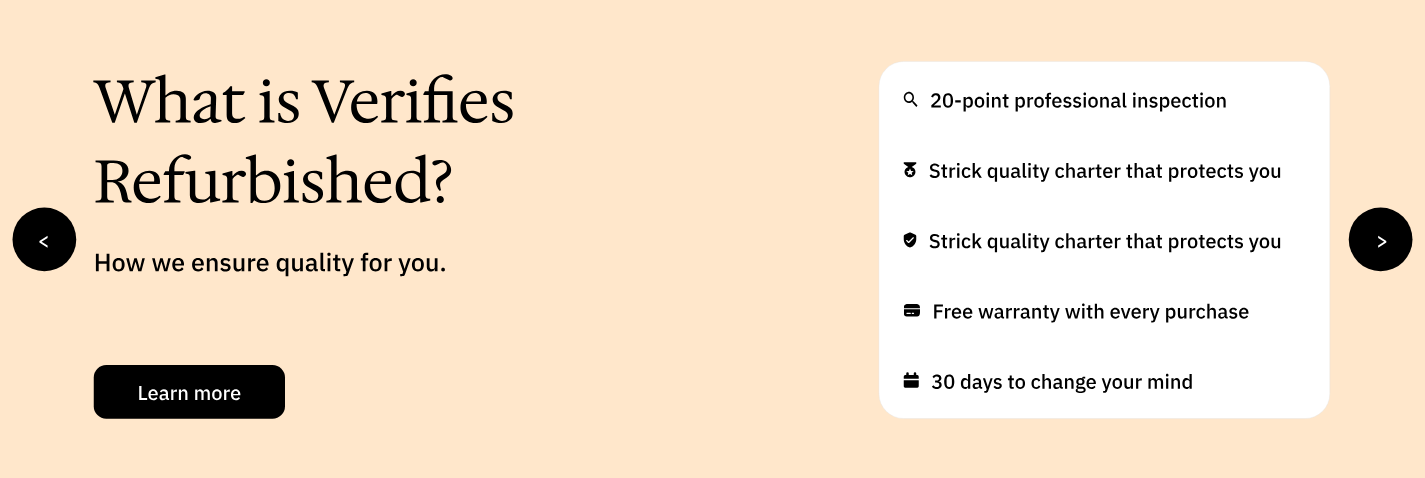 What is Verifies
Refurbished?
How we ensure quality for you.
Learn more
<
20-point professional inspection
Strick quality charter that protects you
Strick quality charter that protects you
Free warranty with every purchase
30 days to change your mind
>